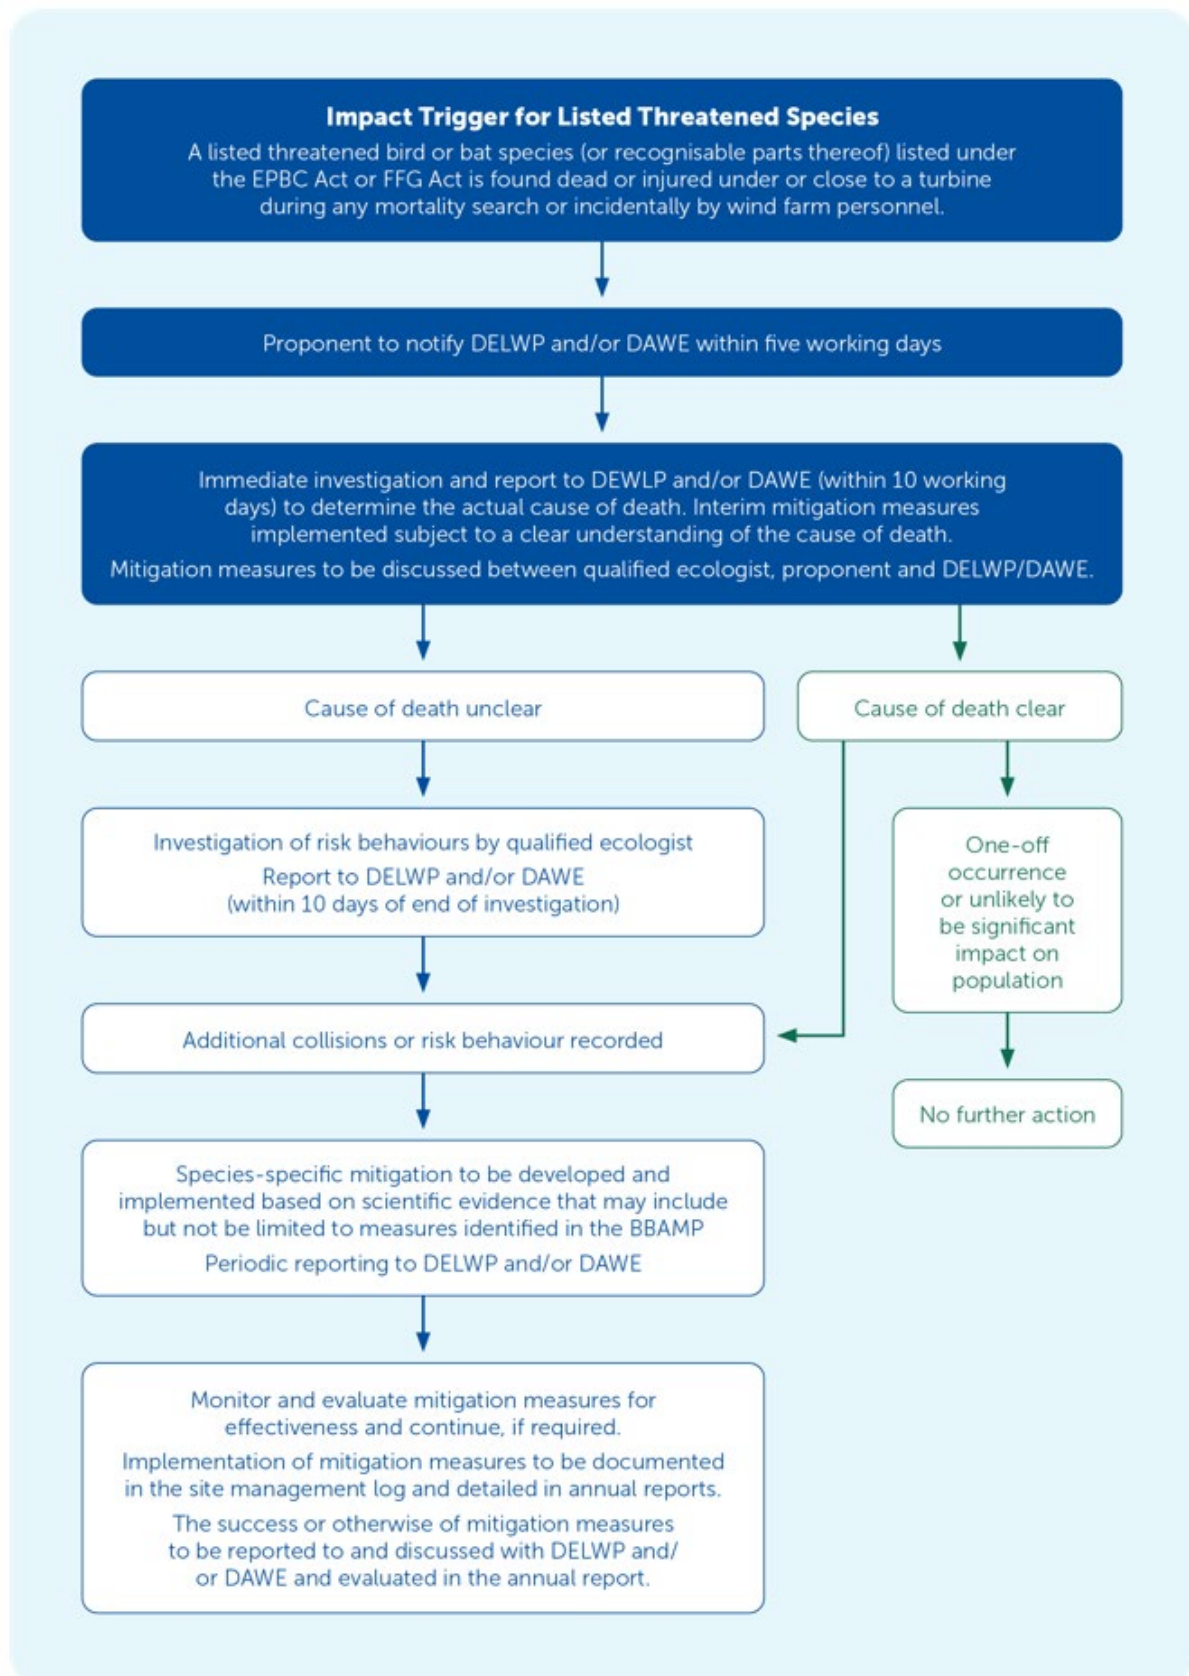 Impact Trigger for Listed Threatened Species
A listed threatened bird or bat species (or recognisable parts thereof) listed under
the EPBC Act or FFG Act is found dead or injured under or close to a turbine
during any mortality search or incidentally by wind farm personnel.
Proponent to notify DELWP and/or DAWE within five working days
Immediate investigation and report to DEWLP and/or DAWE (within 10 working
days) to determine the actual cause of death. Interim mitigation measures
implemented subject to a clear understanding of the cause of death.
Mitigation measures to be discussed between qualified ecologist, proponent and DELWP/DAWE.
Cause of death unclear
Cause of death clear
Investigation of risk behaviours by qualified ecologist
Report to DELWP and/or DAWE
(within 10 days of end of investigation)
One-off
occurrence
or unlikely to
be significant
impact on
population
Additional collisions or risk behaviour recorded
No further action
Species-specific mitigation to be developed and
implemented based on scientific evidence that may include
but not be limited to measures identified in the BBAMP
Periodic reporting to DELWP and/or DAWE
Monitor and evaluate mitigation measures for
effectiveness and continue, if required.
Implementation of mitigation measures to be documented
in the site management log and detailed in annual reports.
The success or otherwise of mitigation measures
to be reported to and discussed with DELWP and/
or DAWE and evaluated in the annual report.